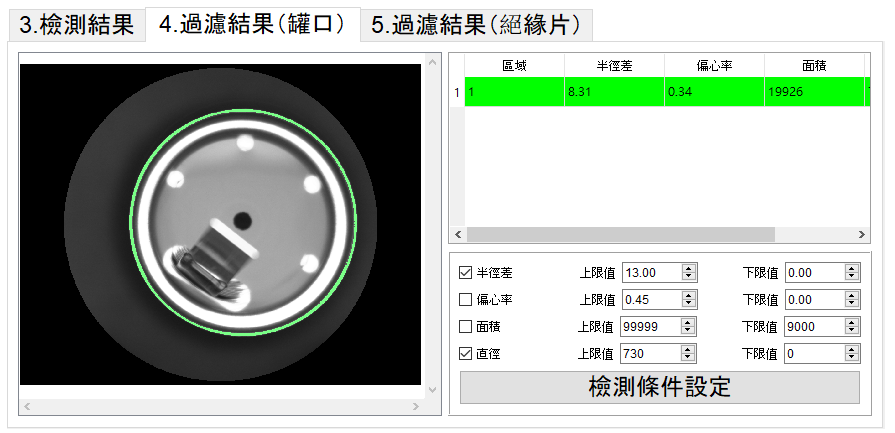 3.檢測結果 4.過濾結果(罐口) 5.過濾結果(絕緣片)
區域 半徑差 偏心率 面積
1 1 8.31 0.34 19926
半徑差 上限值 13.00 下限值 0.00
偏心率 上限值 0.45 下限值 0.00
面積 上限值 99999 下限值 9000
直徑 上限值 730 下限值 0
檢測條件設定